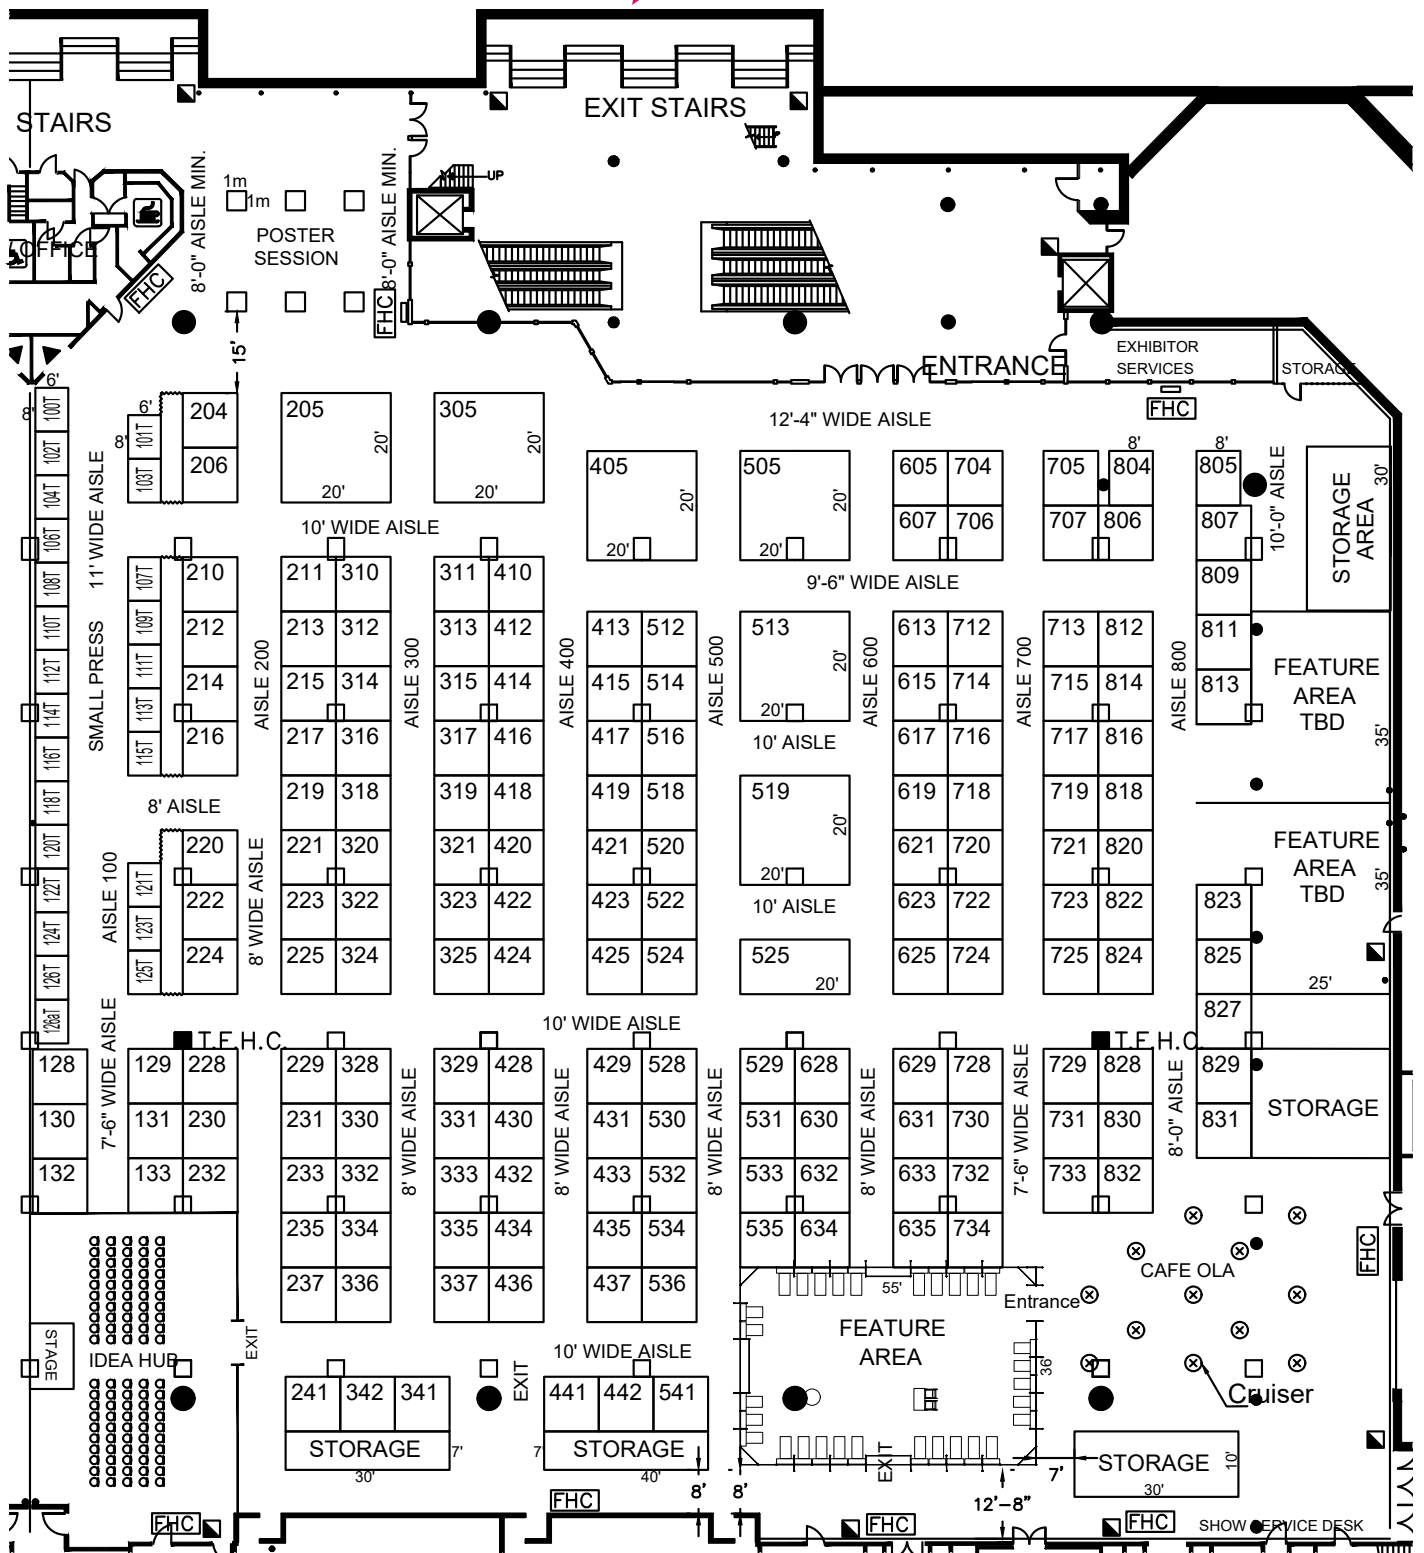 EXIT STAIRS
STAIRS
8'-0" AISLE MIN.
8'-0" AISLE MIN.
1m
1m
UP
POSTER
SESSION
OFFICE
FHC
FHC
15'
ENTRANCE
EXHIBITOR
SERVICES
STORAGE
FHC
6'
8'
6'
8'
100T
102T
104T
106T
108T
110T
112T
114T
116T
118T
120T
122T
124T
126T
126aT
101T
103T
107T
109T
111T
113T
115T
121T
123T
125T
11' WIDE AISLE
SMALL PRESS
AISLE 100
7'-6" WIDE AISLE
204
206
205
20'
20'
305
20'
20'
12'-4" WIDE AISLE
405
20'
20'
505
20'
20'
605 704
607 706
705 804
707 806
8'
8'
805
807
809
811
813
10'-0" AISLE
STORAGE
AREA
30'
10' WIDE AISLE
9'-6" WIDE AISLE
210
212
214
216
8' AISLE
220
222
224
AISLE 200
8' WIDE AISLE
211 310
213 312
215 314
217 316
219 318
221 320
223 322
225 324
AISLE 300
311 410
313 412
315 414
317 416
319 418
321 420
323 422
325 424
AISLE 400
413 512
415 514
417 516
419 518
421 520
423 522
425 524
AISLE 500
513
20'
20'
10' AISLE
519
20'
20'
10' AISLE
525
20'
AISLE 600
613 712
615 714
617 716
619 718
621 720
623 722
625 724
AISLE 700
713 812
715 814
717 816
719 818
721 820
723 822
725 824
AISLE 800
FEATURE
AREA
TBD
35'
FEATURE
AREA
TBD
35'
25'
823
825
827
829
831
STORAGE
10' WIDE AISLE
T.F.H.C.
T.F.H.C.
128
130
132
129 228
131 230
133 232
229 328
231 330
233 332
235 334
237 336
8' WIDE AISLE
329 428
331 430
333 432
335 434
337 436
8' WIDE AISLE
429 528
431 530
433 532
435 534
437 536
8' WIDE AISLE
529 628
531 630
533 632
535 634
8' WIDE AISLE
629 728
631 730
633 732
635 734
7'-6" WIDE AISLE
729 828
731 830
733 832
8'-0" AISLE
STAGE
IDEA HUB
EXIT
241 342 341
STORAGE
7'
30'
EXIT
10' WIDE AISLE
441 442 541
STORAGE
7'
40'
8'
8'
55'
Entrance
FEATURE
AREA
36'
EXIT
7'
12'-8"
CAFE OLA
Cruiser
FHC
STORAGE
10'
30'
FHC
FHC
FHC
FHC
SHOW SERVICE DESK